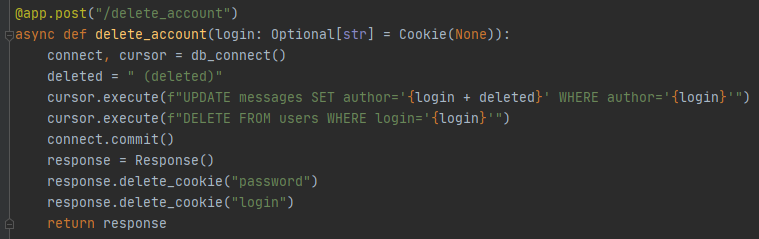 @app.post("/delete_account")
async def delete_account(login: Optional[str] = Cookie(None)):
    connect, cursor = db_connect()
    deleted = " (deleted)"
    cursor.execute(f"UPDATE messages SET author='{login + deleted}' WHERE author='{login}'")
    cursor.execute(f"DELETE FROM users WHERE login='{login}'")
    connect.commit()
    response = Response()
    response.delete_cookie("password")
    response.delete_cookie("login")
    return response